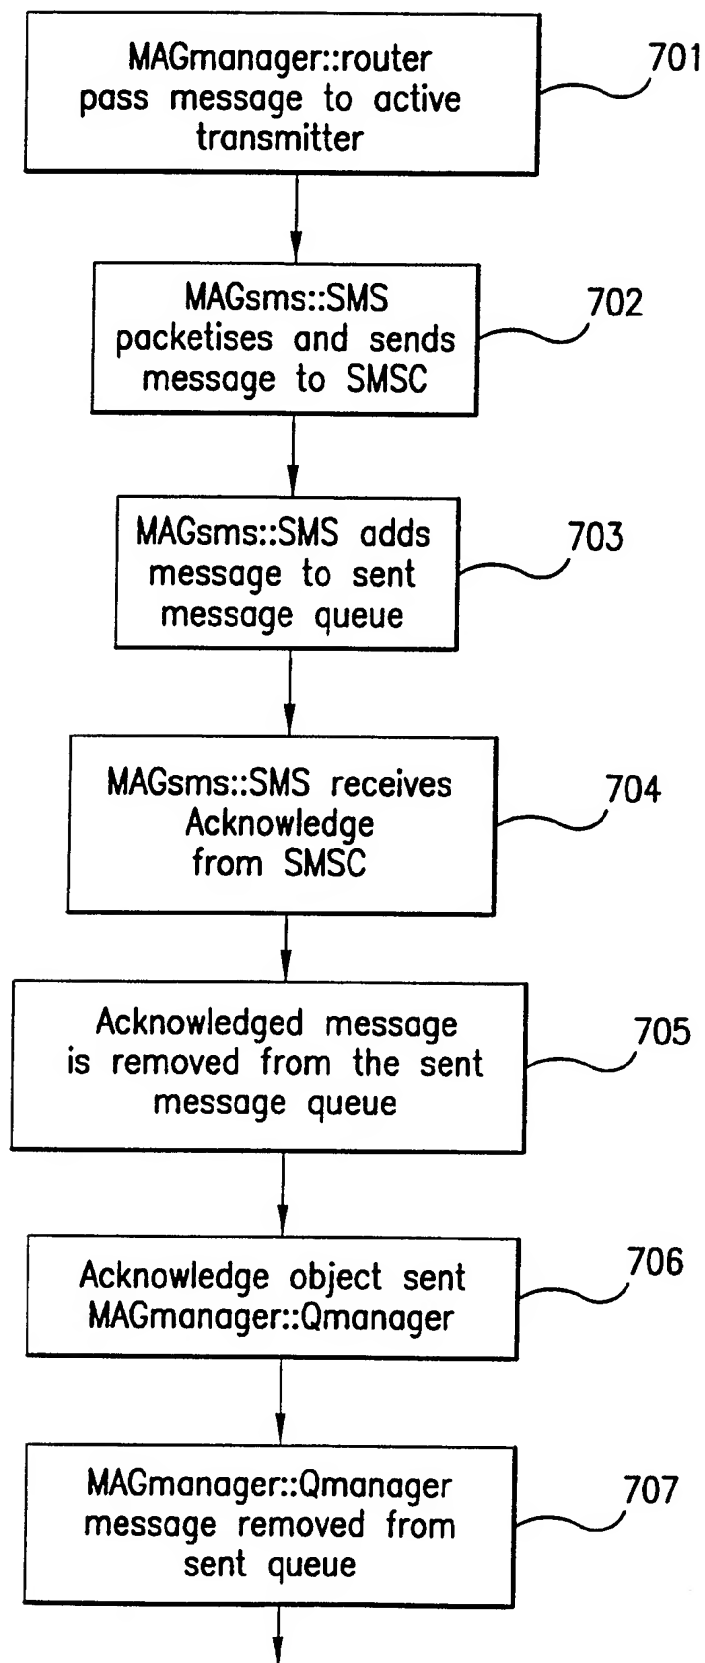 MAGmanager::router
pass message to active
transmitter
701
MAGsms::SMS
packetises and sends
message to SMSC
702
MAGsms::SMS adds
message to sent
message queue
703
MAGsms::SMS receives
Acknowledge
from SMSC
704
Acknowledged message
is removed from the sent
message queue
705
Acknowledge object sent
MAGmanager::Qmanager
706
MAGmanager::Qmanager
message removed from
sent queue
707